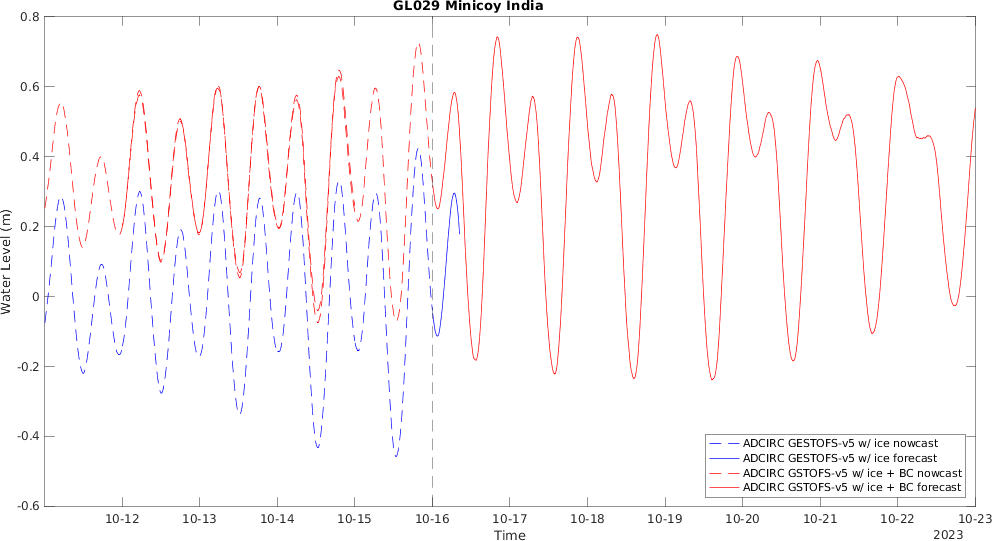 GL029 Minicoy India
0.8
0.6
0.4
0.2
0
-0.2
-0.4
-0.6
Water Level (m)
ADCIRC GESTOFS-v5 w/ ice nowcast
ADCIRC GESTOFS-v5 w/ ice forecast
ADCIRC GSTOFS-v5 w/ ice + BC nowcast
ADCIRC GSTOFS-v5 w/ ice + BC forecast
10-12 10-13 10-14 10-15 10-16 10-17 10-18 10-19 10-20 10-21 10-22 10-23
Time
2023